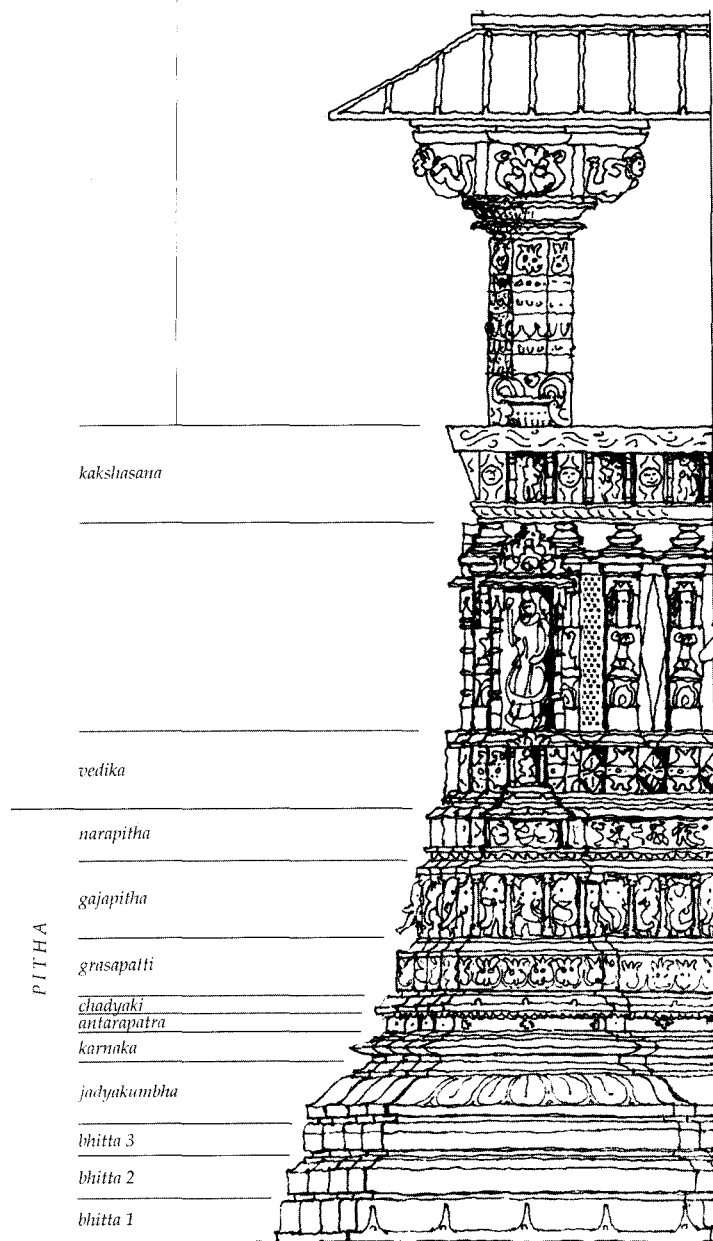 kakshasana
vedika
narapitha
gajapitha
PITHA
grasapatti
chadyaki
antarapatra
karnaka
jadyakumbha
bhitta 3
bhitta 2
bhitta 1